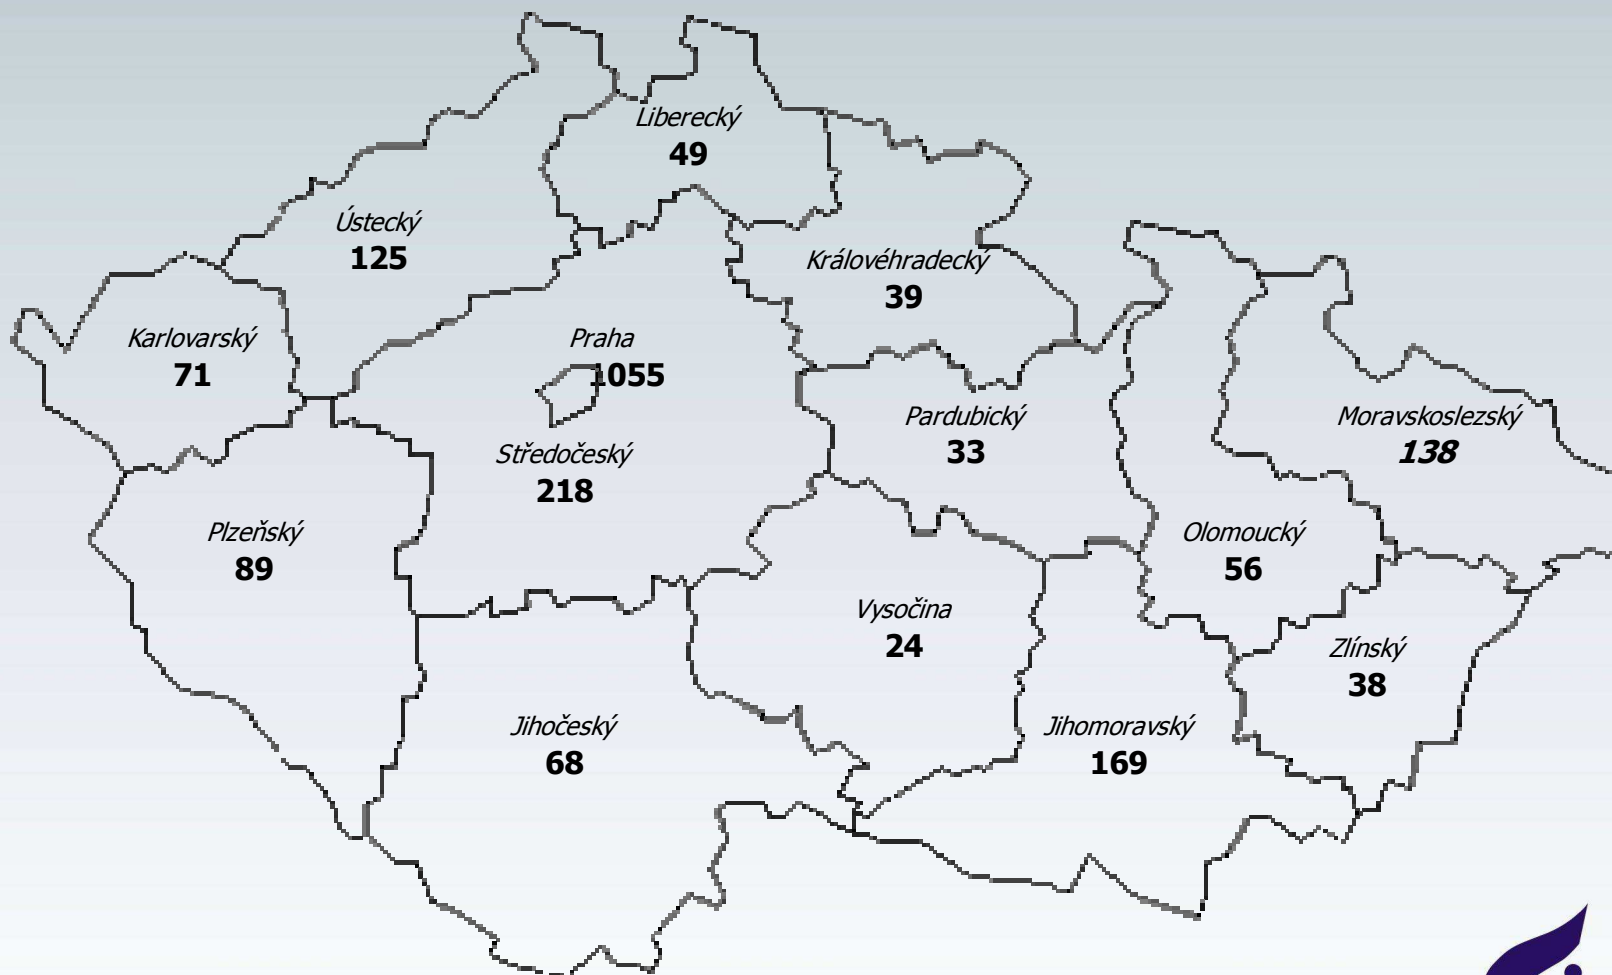 Liberecký
49
Ústecký
125
Královéhradecký
39
Karlovarský
71
Praha
1055
Pardubický
33
Moravskoslezský
138
Středočeský
218
Plzeňský
89
Olomoucký
56
Vysočina
24
Zlínský
38
Jihočeský
68
Jihomoravský
169